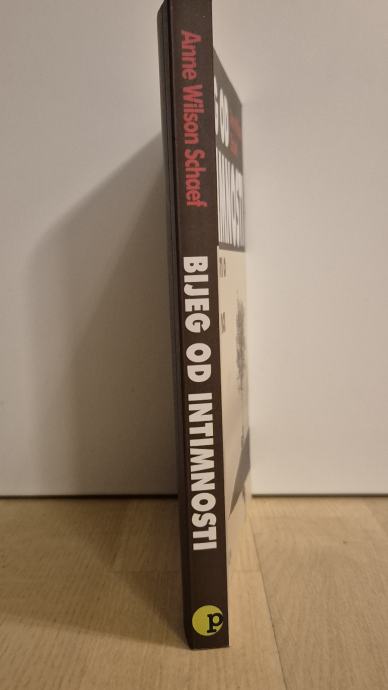 Anne Wilson Schaef
BIJEG OD INTIMNOSTI
p